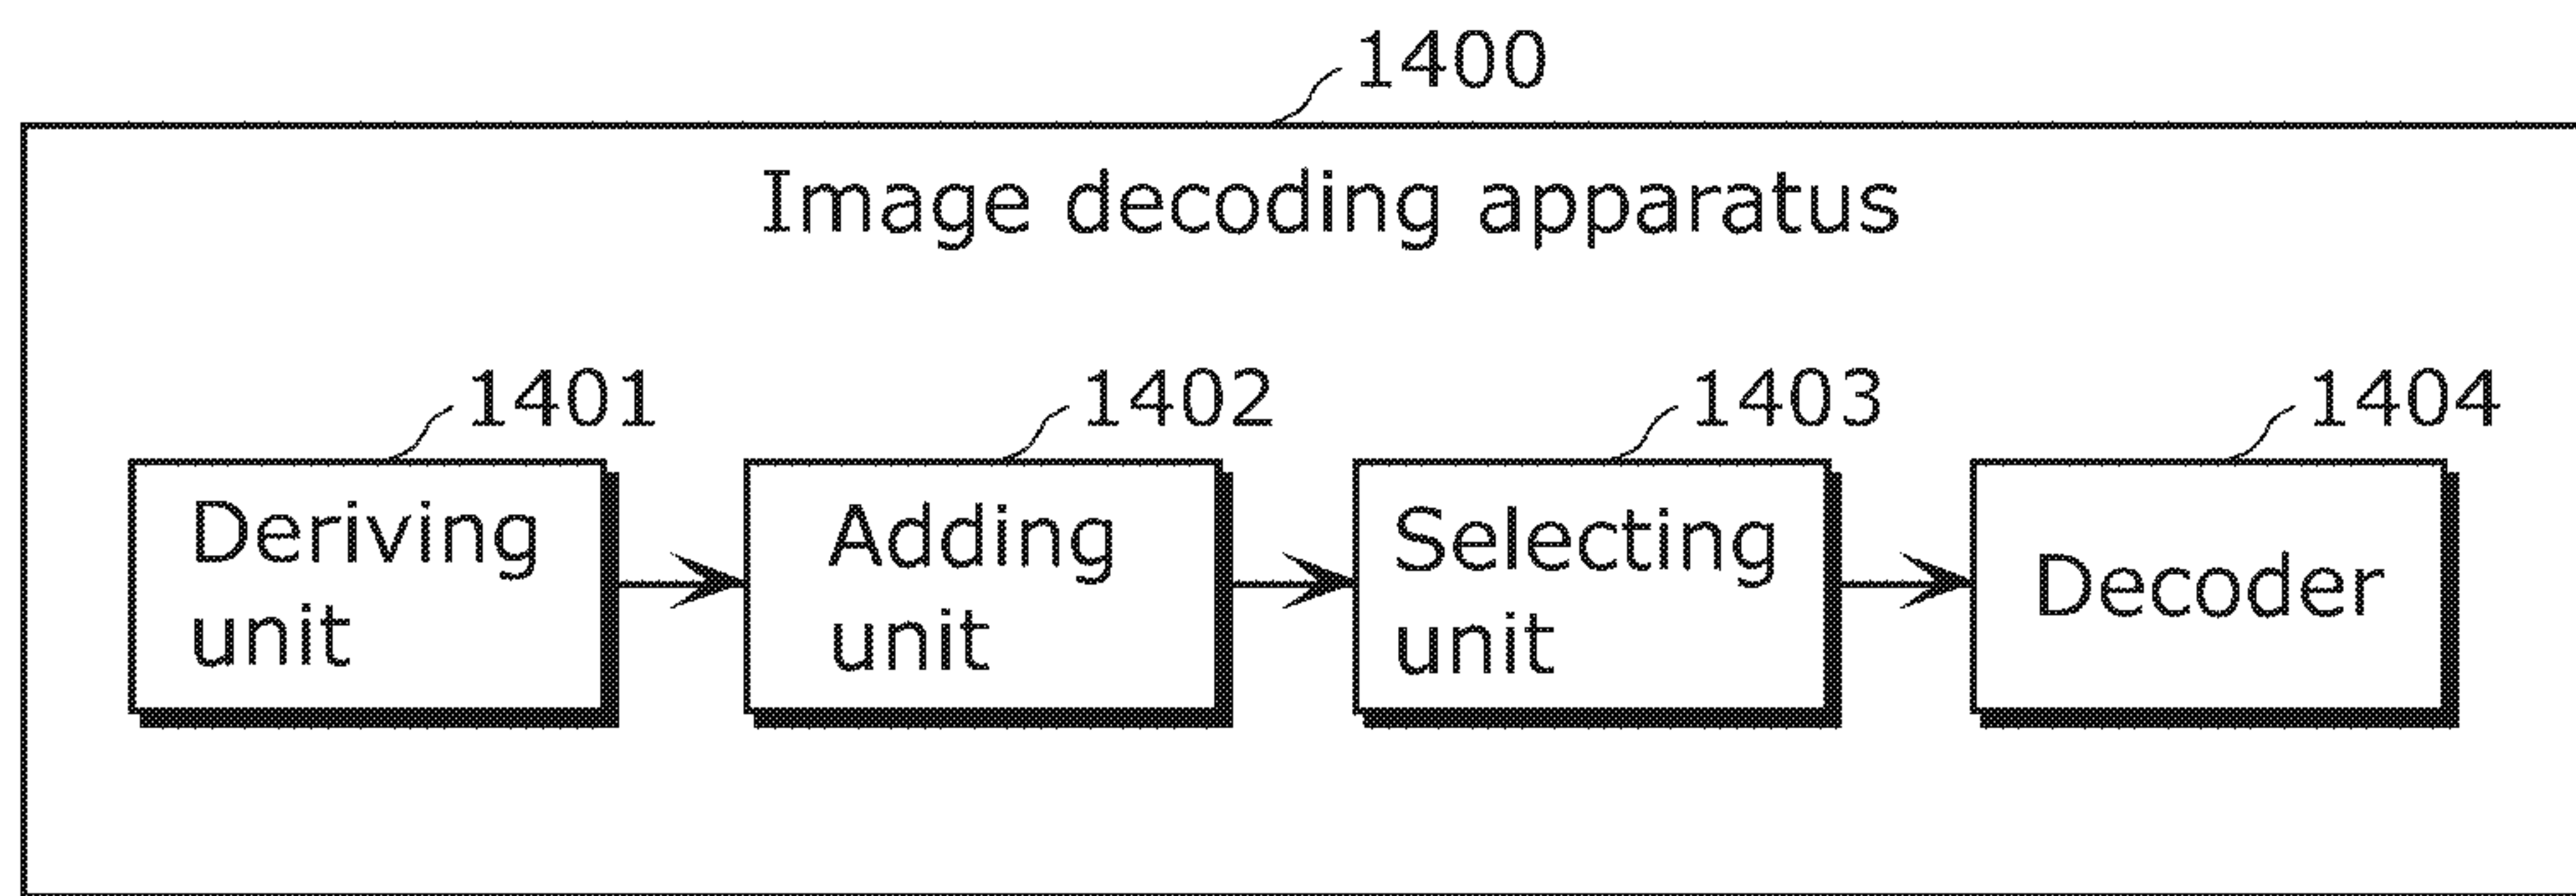 1400
Image decoding apparatus
1401
1402
1403
1404
Deriving
unit
Adding
unit
Selecting
unit
Decoder